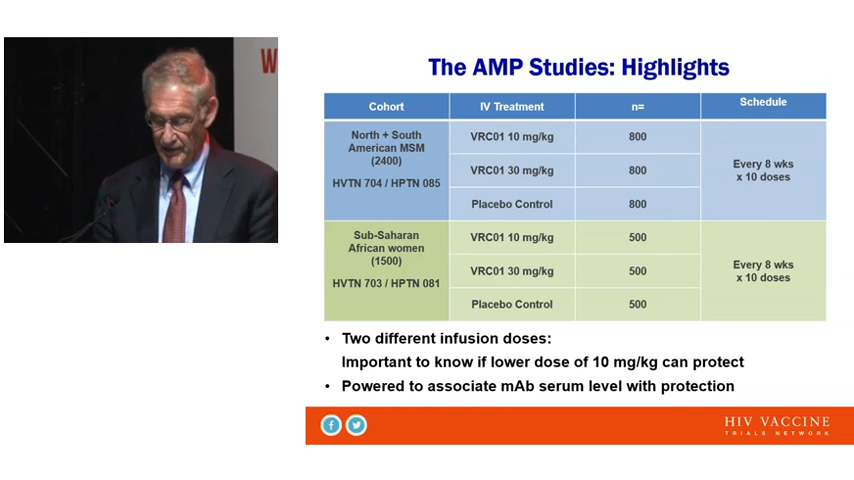 W
The AMP Studies: Highlights
Cohort IV Treatment n= Schedule
North + South
American MSM
(2400)
HVTN 704 / HPTN 085
VRC01 10 mg/kg 800
VRC01 30 mg/kg 800
Placebo Control 800
Every 8 wks
x 10 doses
Sub-Saharan
African women
(1500)
HVTN 703 / HPTN 081
VRC01 10 mg/kg 500
VRC01 30 mg/kg 500
Placebo Control 500
Every 8 wks
x 10 doses
• Two different infusion doses:
Important to know if lower dose of 10 mg/kg can protect
• Powered to associate mAb serum level with protection
HIV VACCINE
TRIALS NETWORK